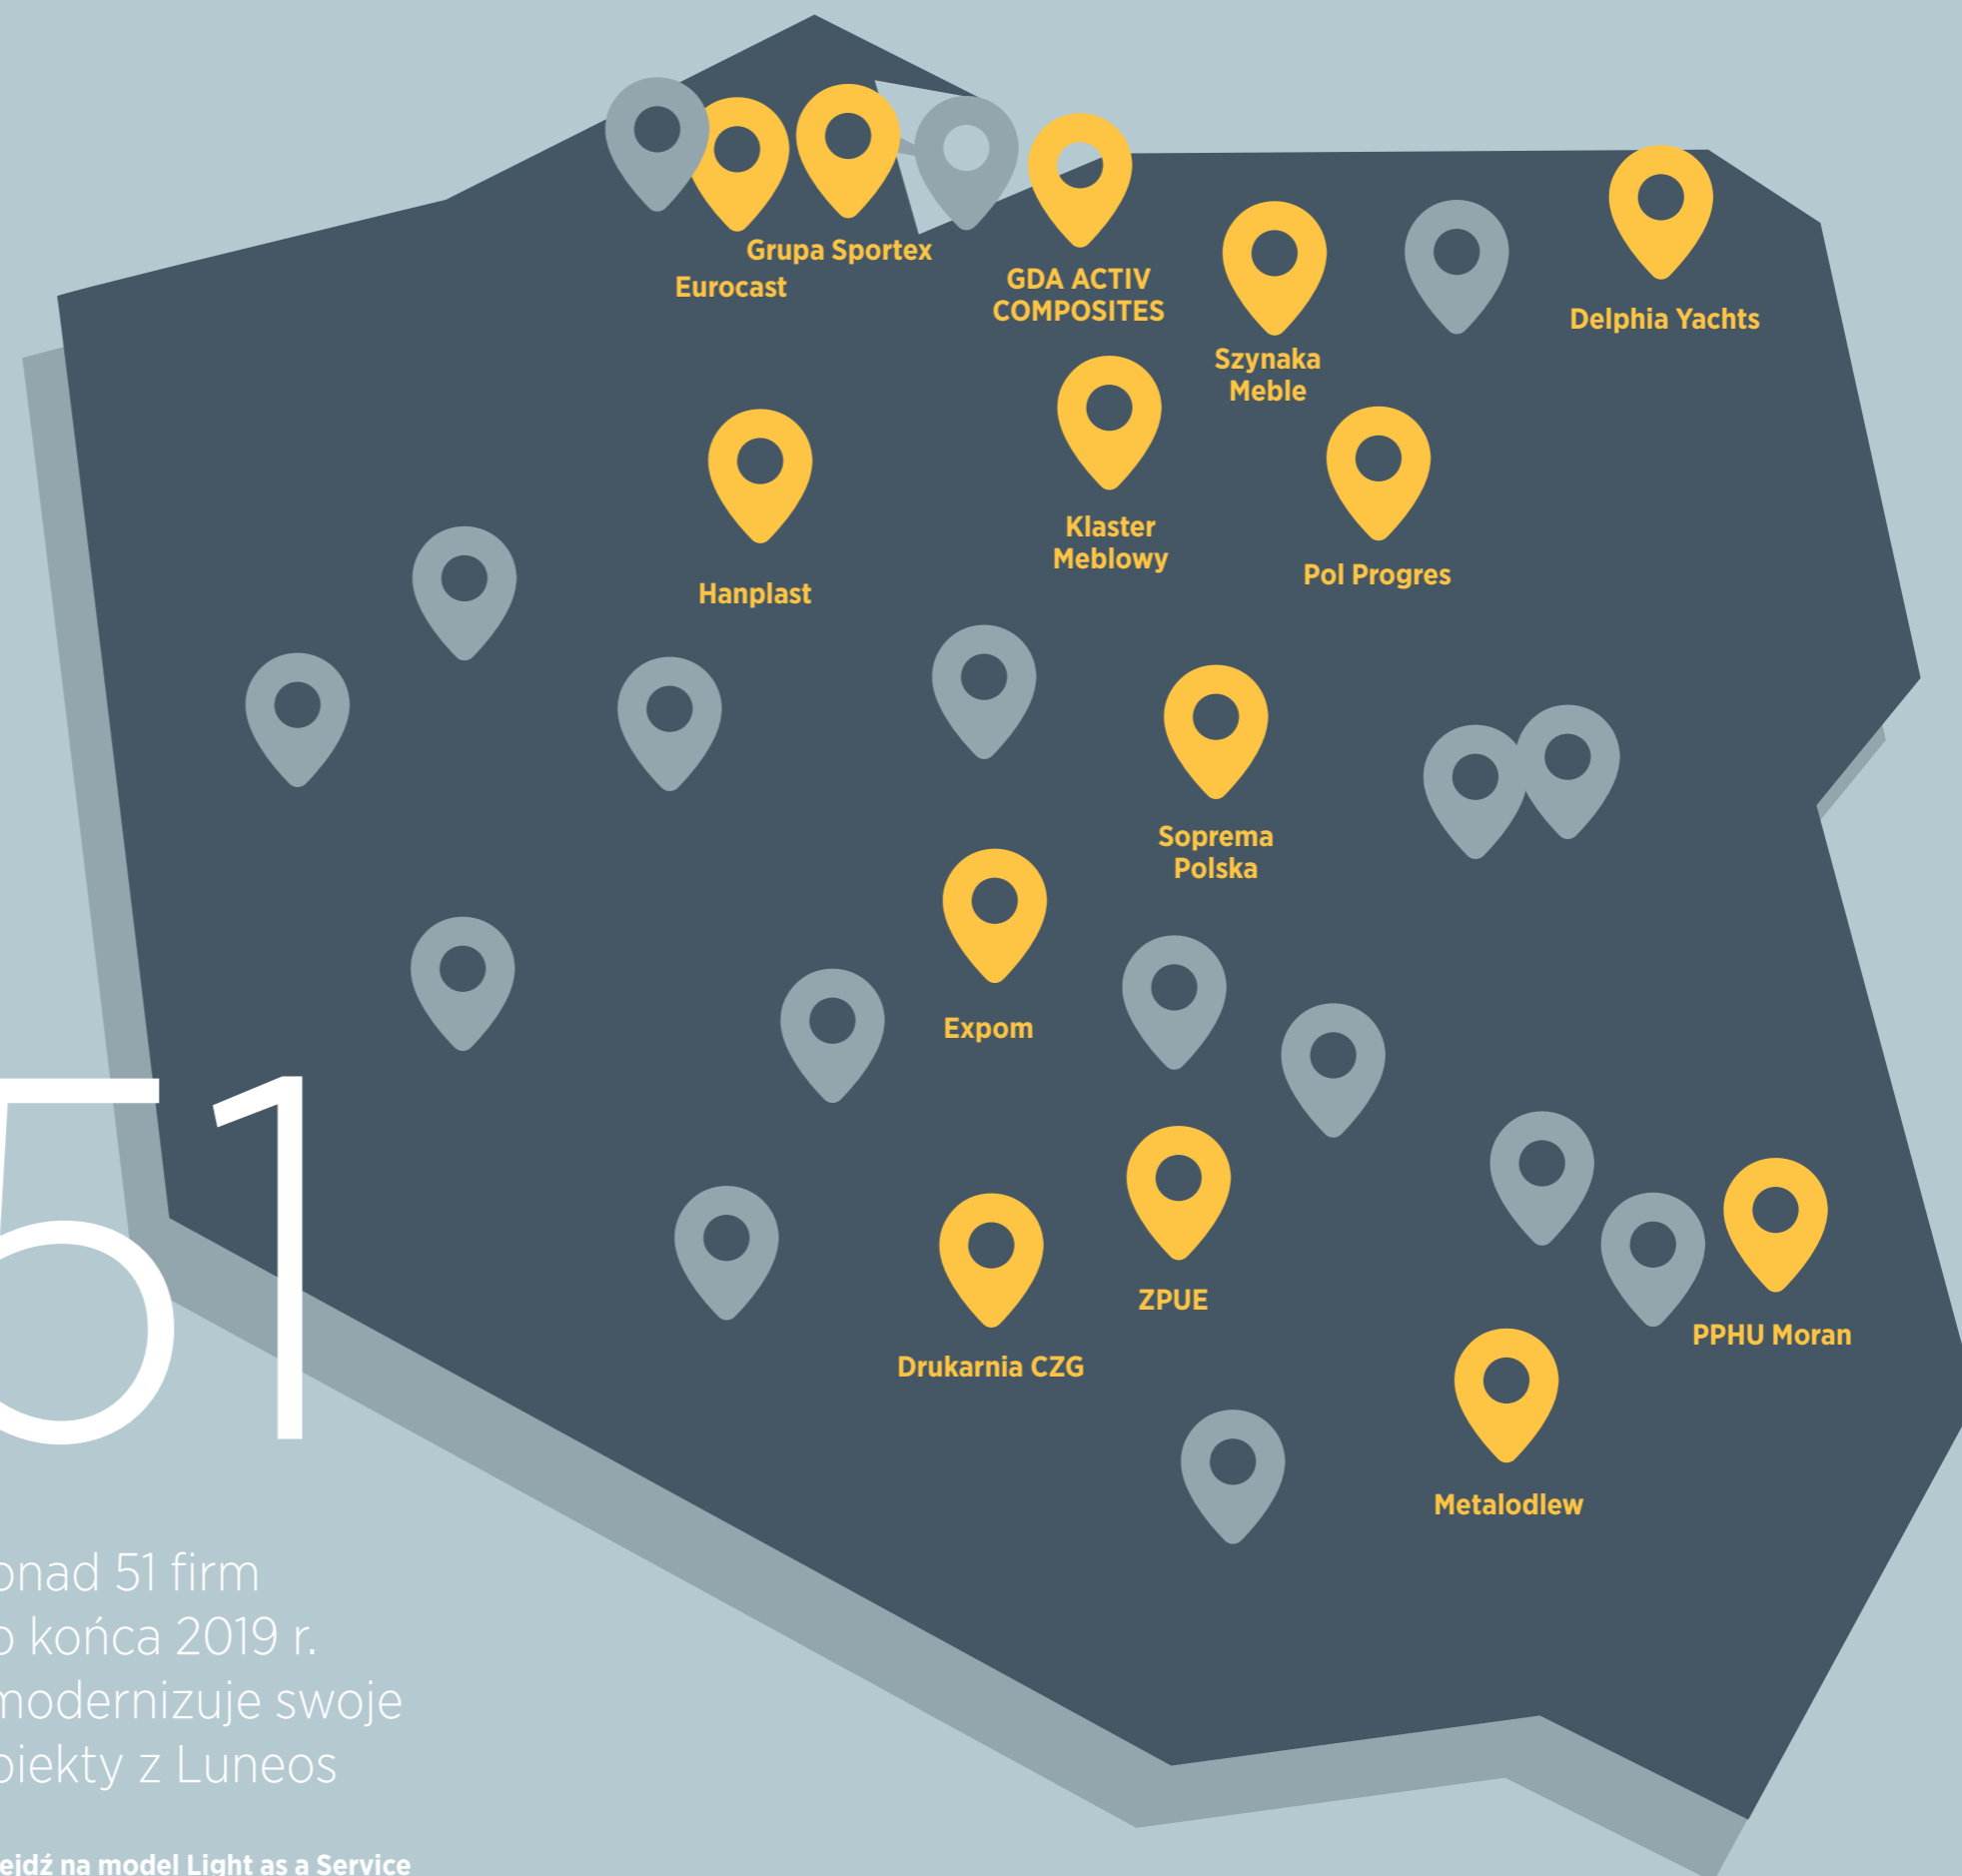 Grupa Sportex
Eurocast
GDA ACTIV
COMPOSITES
Delphia Yachts
Szynaka
Meble
Klaster
Meblowy
Pol Progres
Hanplast
Soprema
Polska
Expom
ZPUE
PPHU Moran
Drukarnia CZG
Metalodlew
51
onad 51 firm
o końca 2019 r.
modernizuje swoje
biekty z Luneos
ejdź na model Light as a Service